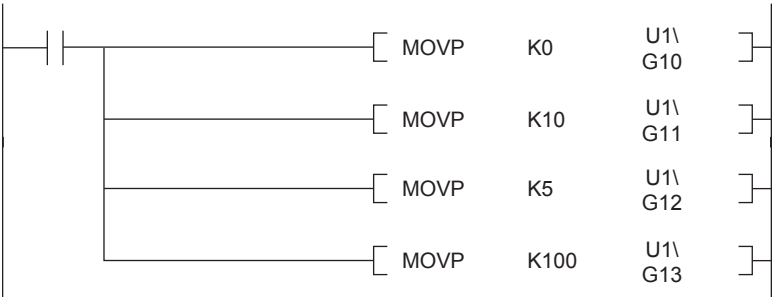 MOVP K0 U1\
G10
MOVP K10 U1\
G11
MOVP K5 U1\
G12
MOVP K100 U1\
G13